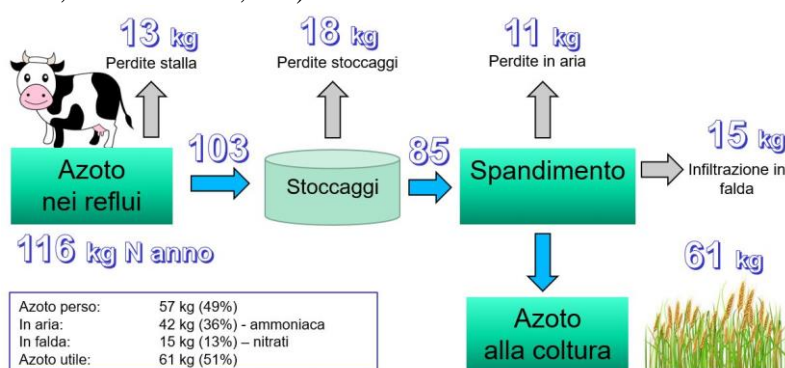 13 kg
Perdite stalla
18 kg
Perdite stoccaggi
11 kg
Perdite in aria
103
85
15 kg
Infiltrazione in
falda
Azoto
nei reflui
Stoccaggi
Spandimento
116 kg N anno
61 kg
Azoto perso: 57 kg (49%)
In aria: 42 kg (36%) - ammoniaca
In falda: 15 kg (13%) – nitrati
Azoto utile: 61 kg (51%)
Azoto
alla coltura